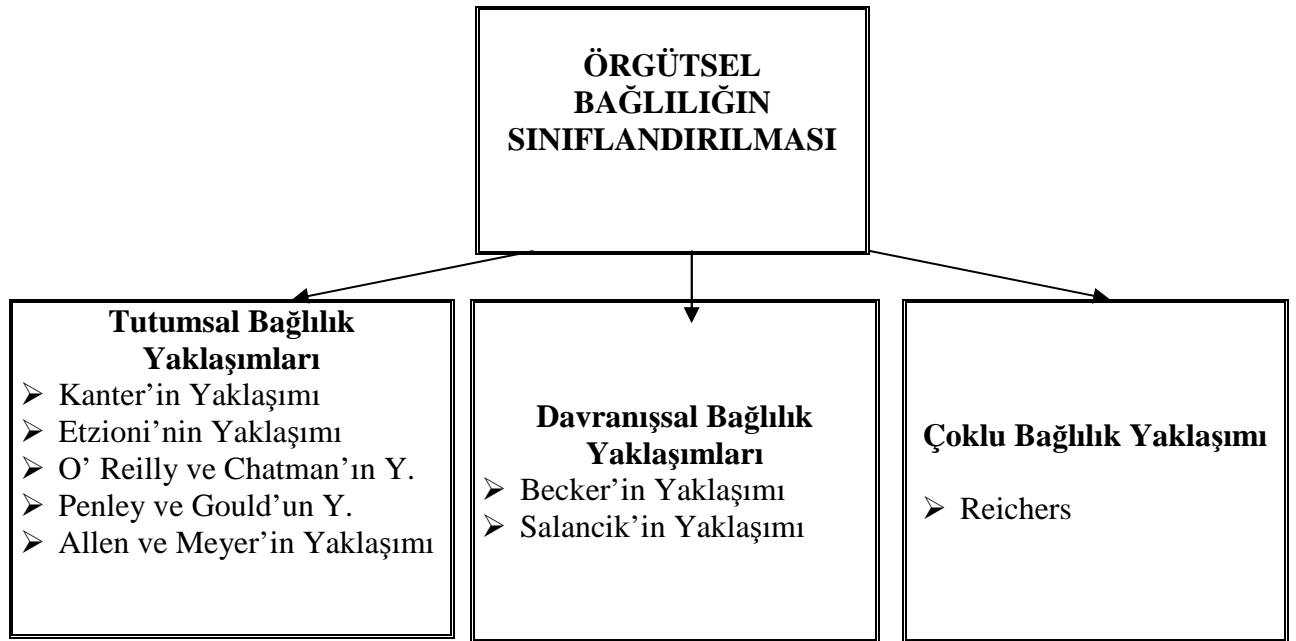 ÖRGÜTSEL
BAĞLILIĞIN
SINIFLANDIRILMASI
Tutumsal Bağlılık
Yaklaşımları
➢ Kanter’in Yaklaşımı
➢ Etzioni’nin Yaklaşımı
➢ O’ Reilly ve Chatman’ın Y.
➢ Penley ve Gould’un Y.
➢ Allen ve Meyer’in Yaklaşımı
Davranışsal Bağlılık
Yaklaşımları
➢ Becker’in Yaklaşımı
➢ Salancik’in Yaklaşımı
Çoklu Bağlılık Yaklaşımı
➢ Reichers